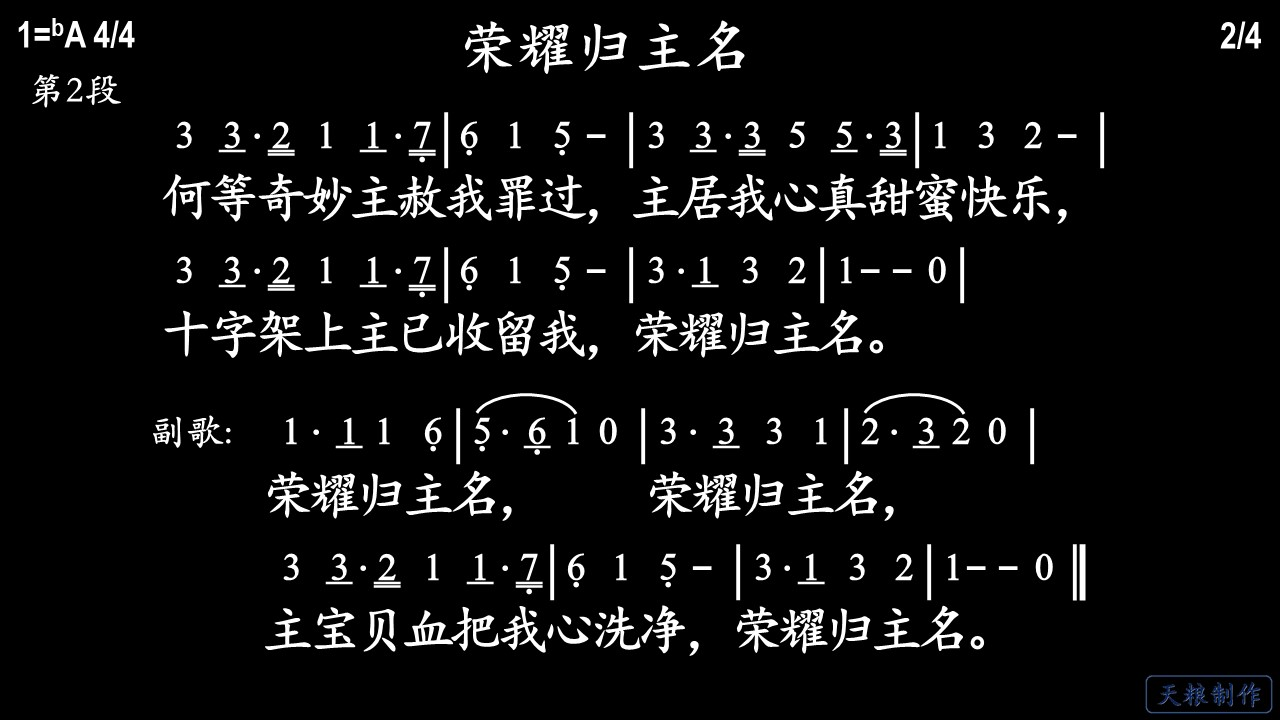 1=ᵇA 4/4
荣耀归主名
2/4
第2段
3 3·2 1 1·7̣|6̣ 1 5̣ –|3 3·3 5 5·3|1 3 2 –|
何等奇妙主赦我罪过，主居我心真甜蜜快乐，
3 3·2 1 1·7̣|6̣ 1 5̣ –|3·1 3 2|1– – 0|
十字架上主已收留我，荣耀归主名。
副歌: 1· 1 1 6̣|5̣· 6̣ 1 0|3· 3 3 1|2· 3 2 0|
荣耀归主名， 荣耀归主名，
3 3·2 1 1·7̣|6̣ 1 5̣ –|3·1 3 2|1– – 0‖
主宝贝血把我心洗净，荣耀归主名。
天粮制作